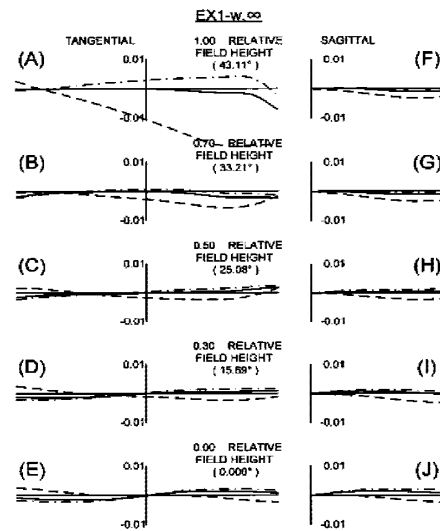 EX1-w.∞
TANGENTIAL
SAGITTAL
(A)
0.01
-0.01
1.00 RELATIVE
FIELD HEIGHT
( 43.11° )
0.01
-0.01
(F)
(B)
0.01
-0.01
0.70 RELATIVE
FIELD HEIGHT
( 33.21° )
0.01
-0.01
(G)
(C)
0.01
-0.01
0.50 RELATIVE
FIELD HEIGHT
( 25.08° )
0.01
-0.01
(H)
(D)
0.01
-0.01
0.30 RELATIVE
FIELD HEIGHT
( 15.69° )
0.01
-0.01
(I)
(E)
0.01
-0.01
0.00 RELATIVE
FIELD HEIGHT
( 0.000° )
0.01
-0.01
(J)